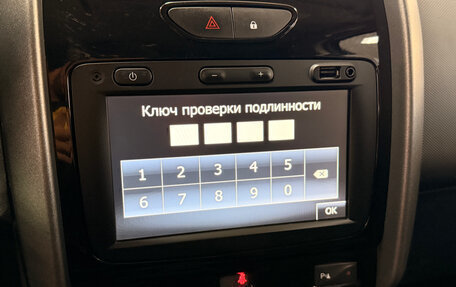 Ключ проверки подлинности
1 2 3 4 5
6 7 8 9 0
OK